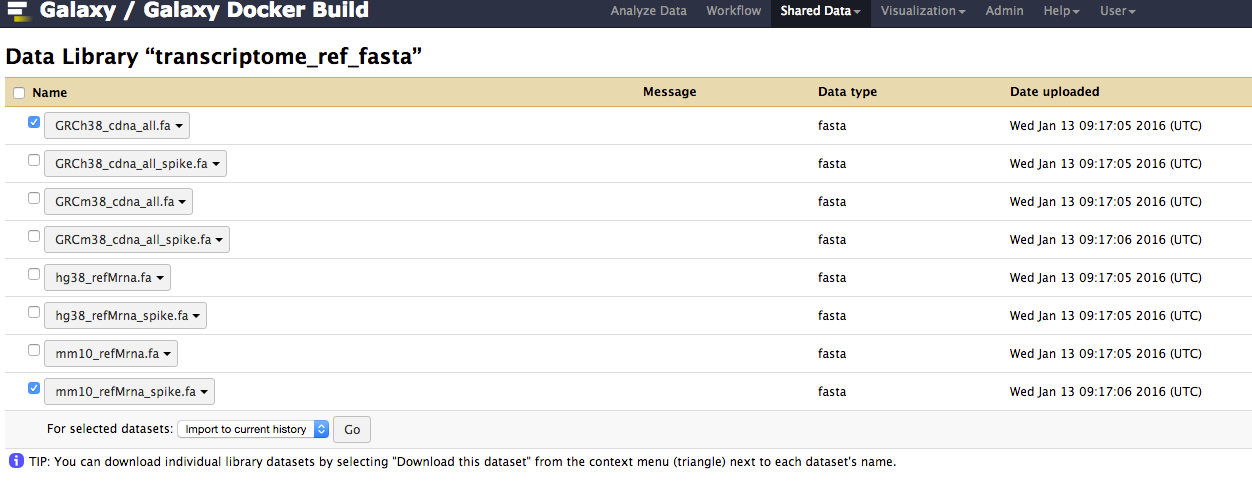 Galaxy / Galaxy Docker Build Analyze Data Workflow Shared Data Visualization Admin Help User
Data Library “transcriptome_ref_fasta”
Name Message Data type Date uploaded
GRCh38_cdna_all.fa fasta Wed Jan 13 09:17:05 2016 (UTC)
GRCh38_cdna_all_spike.fa fasta Wed Jan 13 09:17:05 2016 (UTC)
GRCm38_cdna_all.fa fasta Wed Jan 13 09:17:05 2016 (UTC)
GRCm38_cdna_all_spike.fa fasta Wed Jan 13 09:17:06 2016 (UTC)
hg38_refMrna.fa fasta Wed Jan 13 09:17:05 2016 (UTC)
hg38_refMrna_spike.fa fasta Wed Jan 13 09:17:05 2016 (UTC)
mm10_refMrna.fa fasta Wed Jan 13 09:17:05 2016 (UTC)
mm10_refMrna_spike.fa fasta Wed Jan 13 09:17:06 2016 (UTC)
For selected datasets: Import to current history Go
TIP: You can download individual library datasets by selecting "Download this dataset" from the context menu (triangle) next to each dataset's name.